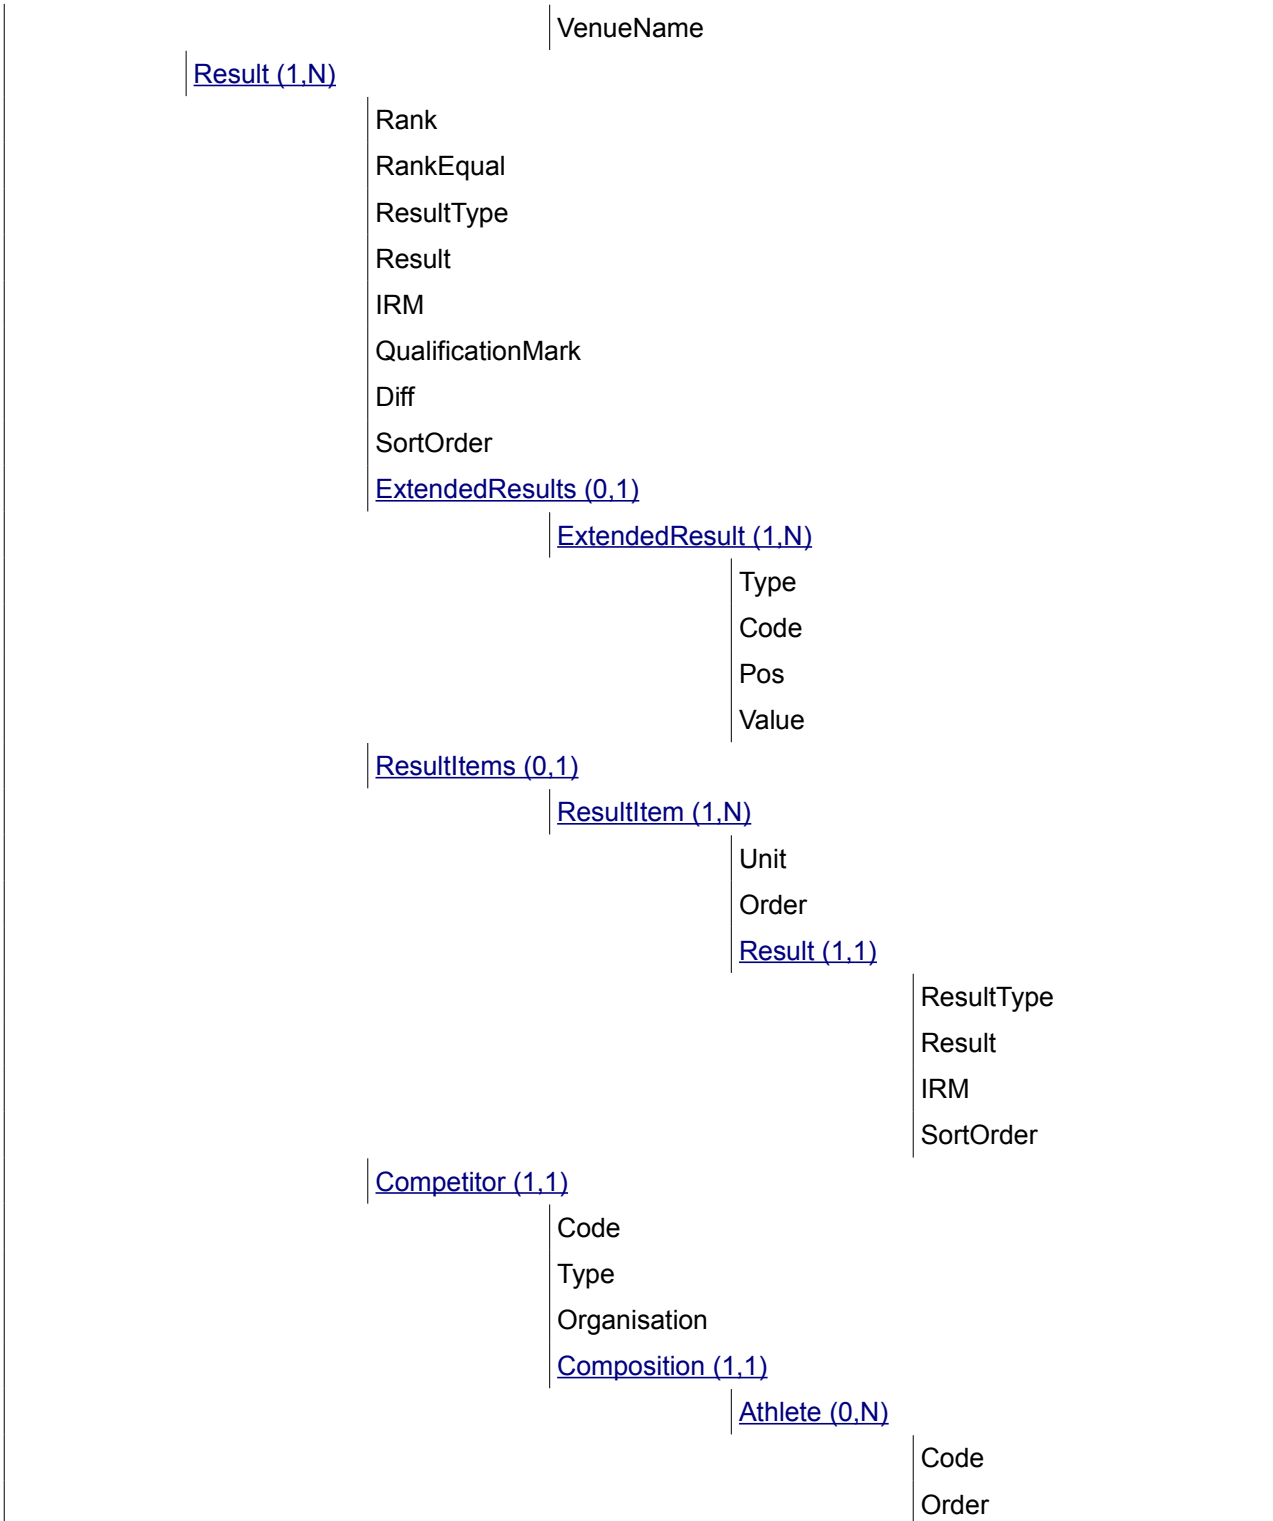 VenueName
Result (1,N)
Rank
RankEqual
ResultType
Result
IRM
QualificationMark
Diff
SortOrder
ExtendedResults (0,1)
ExtendedResult (1,N)
Type
Code
Pos
Value
ResultItems (0,1)
ResultItem (1,N)
Unit
Order
Result (1,1)
ResultType
Result
IRM
SortOrder
Competitor (1,1)
Code
Type
Organisation
Composition (1,1)
Athlete (0,N)
Code
Order